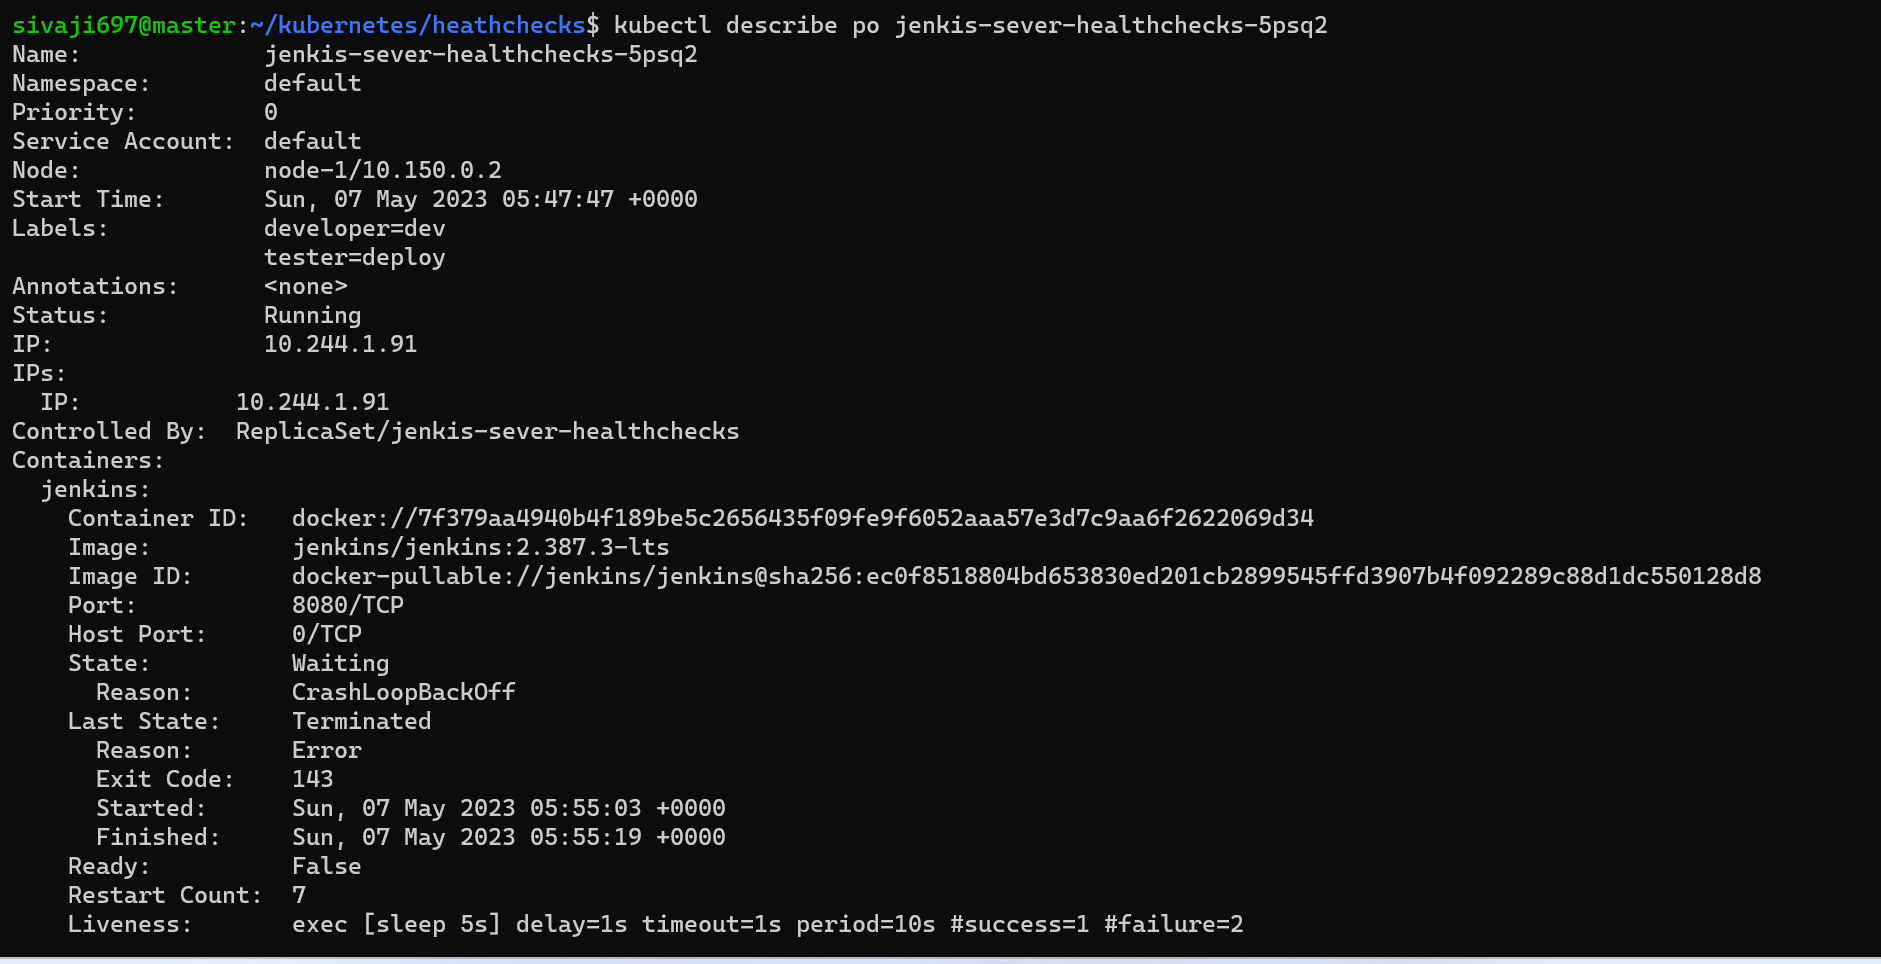 sivaji697@master:~/kubernetes/heathchecks$ kubectl describe po jenkis-sever-healthchecks-5psq2
Name:             jenkis-sever-healthchecks-5psq2
Namespace:        default
Priority:         0
Service Account:  default
Node:             node-1/10.150.0.2
Start Time:       Sun, 07 May 2023 05:47:47 +0000
Labels:           developer=dev
                  tester=deploy
Annotations:      <none>
Status:           Running
IP:               10.244.1.91
IPs:
  IP:           10.244.1.91
Controlled By:  ReplicaSet/jenkis-sever-healthchecks
Containers:
  jenkins:
    Container ID:   docker://7f379aa4940b4f189be5c2656435f09fe9f6052aaa57e3d7c9aa6f2622069d34
    Image:          jenkins/jenkins:2.387.3-lts
    Image ID:       docker-pullable://jenkins/jenkins@sha256:ec0f8518804bd653830ed201cb2899545ffd3907b4f092289c88d1dc550128d8
    Port:           8080/TCP
    Host Port:      0/TCP
    State:          Waiting
      Reason:       CrashLoopBackOff
    Last State:     Terminated
      Reason:       Error
      Exit Code:    143
      Started:      Sun, 07 May 2023 05:55:03 +0000
      Finished:     Sun, 07 May 2023 05:55:19 +0000
    Ready:          False
    Restart Count:  7
    Liveness:       exec [sleep 5s] delay=1s timeout=1s period=10s #success=1 #failure=2